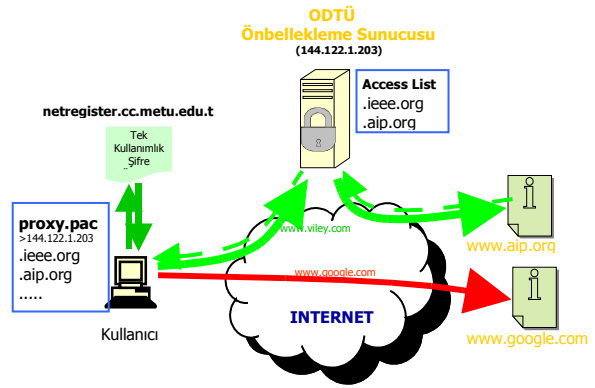 ODTÜ
Önbellekleme Sunucusu
(144.122.1.203)
Access List
.ieee.org
.aip.org
netregister.cc.metu.edu.t
Tek
Kullanımlık
Şifre
proxy.pac
>144.122.1.203
.ieee.org
.aip.org
.....
Kullanıcı
www.viley.com
www.google.com
INTERNET
www.aip.org
www.google.com